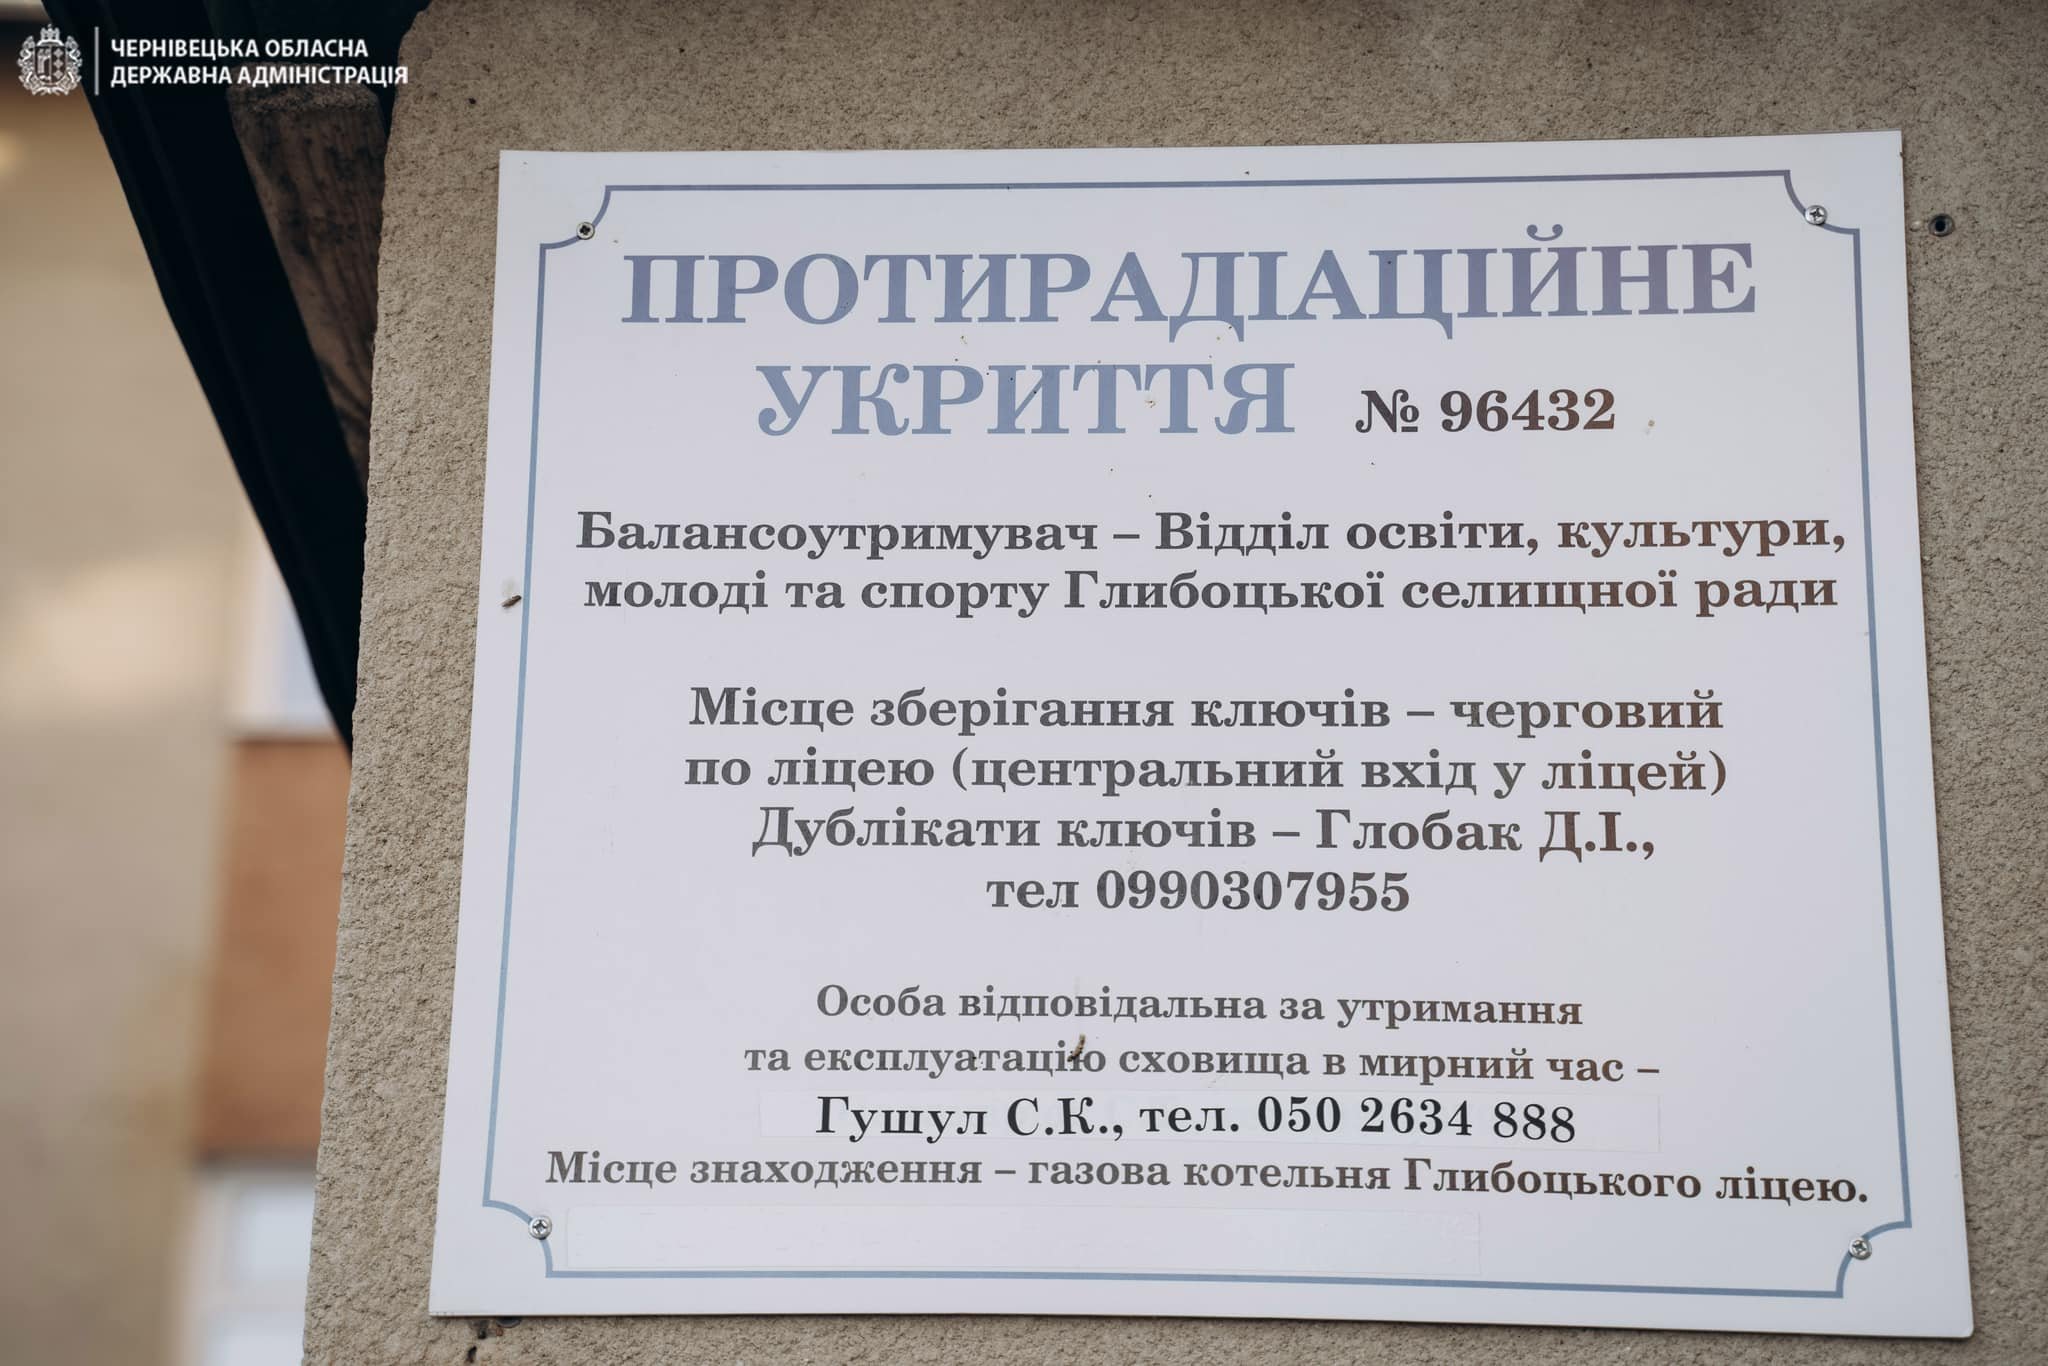 ЧЕРНІВЕЦЬКА ОБЛАСНА
ДЕРЖАВНА АДМІНІСТРАЦІЯ
ПРОТИРАДІАЦІЙНЕ
УКРИТТЯ № 96432
Балансоутримувач – Відділ освіти, культури,
молоді та спорту Глибоцької селищної ради
Місце зберігання ключів – черговий
по ліцею (центральний вхід у ліцей)
Дублікати ключів – Глобак Д.І.,
тел 0990307955
Особа відповідальна за утримання
та експлуатацію сховища в мирний час –
Гушул С.К., тел. 050 2634 888
Місце знаходження – газова котельня Глибоцького ліцею.